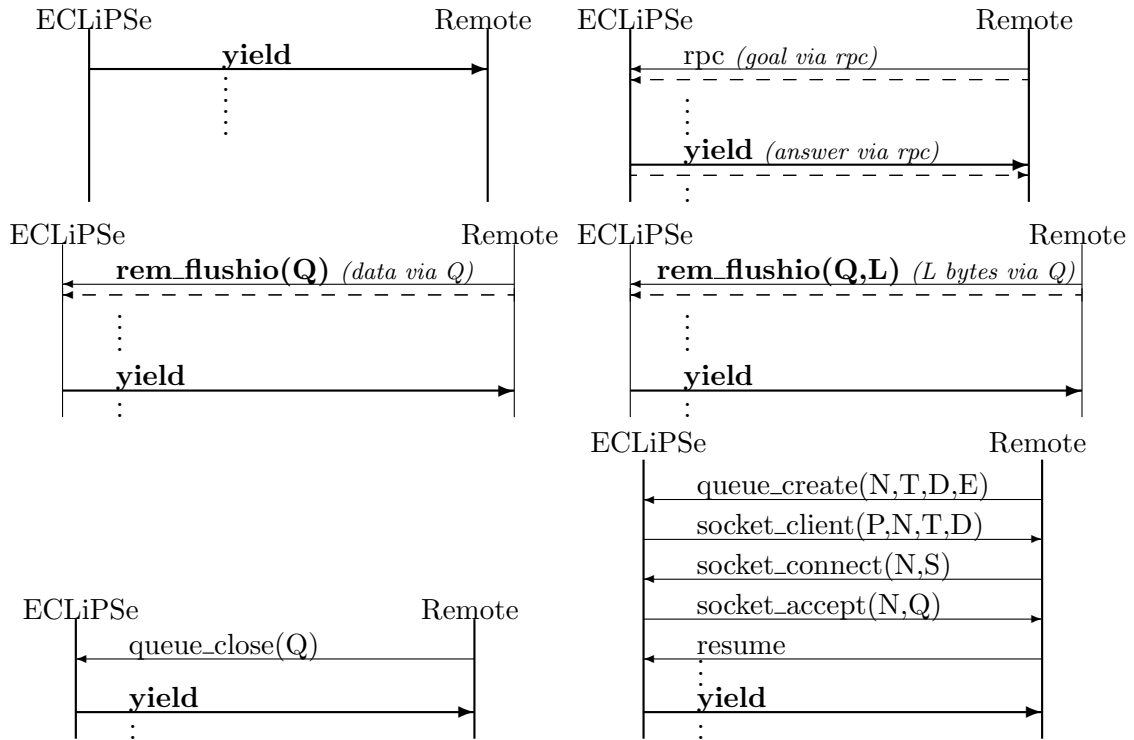 ECLiPSe Remote ECLiPSe Remote
yield rpc (goal via rpc)
yield (answer via rpc)
ECLiPSe Remote ECLiPSe Remote
rem_flushio(Q) (data via Q) rem_flushio(Q,L) (L bytes via Q)
yield yield
ECLiPSe Remote
queue_create(N,T,D,E)
socket_client(P,N,T,D)
socket_connect(N,S)
ECLiPSe Remote socket_accept(N,Q)
queue_close(Q) resume
yield yield